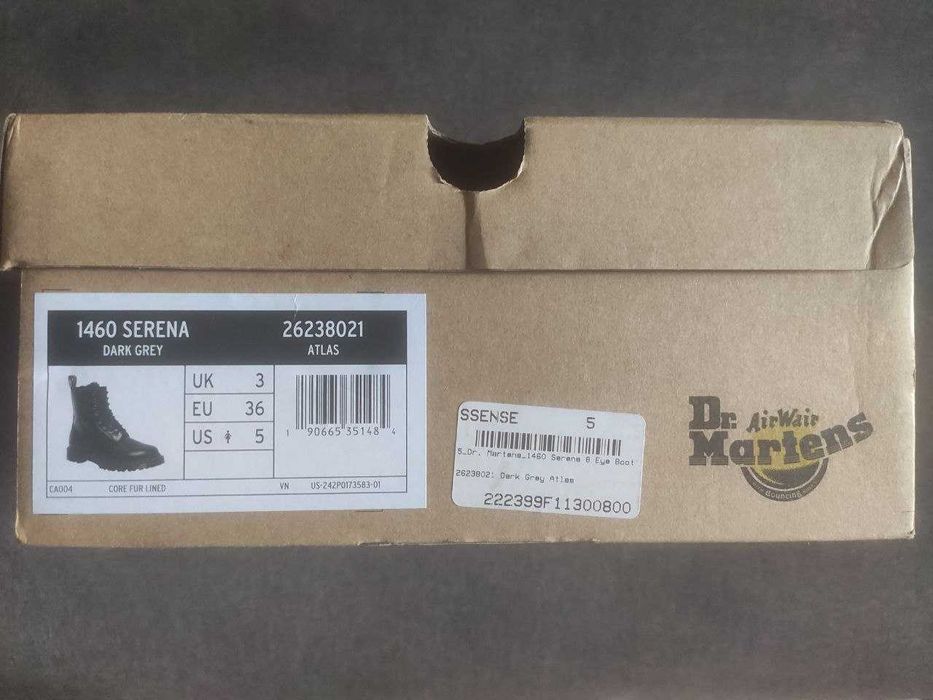 1460 SERENA
DARK GREY
26238021
ATLAS
UK 3
EU 36
US 5
1 90665 35148 4
CA004 CORE FUR LINED VN US-242P0173583-01
SSENSE 5
5_Dr. Martens_1460 Serena 8 Eye Boot
26238021 Dark Grey Atlas
222399F11300800
Dr. AirWair
Martens
Bouncing